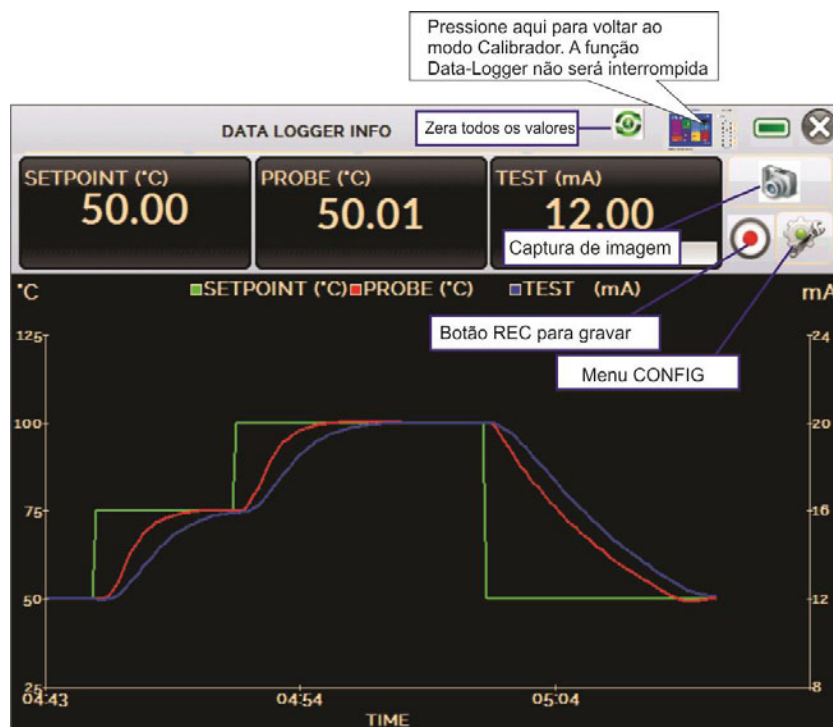 Pressione aqui para voltar ao
modo Calibrador. A função
Data-Logger não será interrompida
DATA LOGGER INFO
Zera todos os valores
SETPOINT (°C)
50.00
PROBE (°C)
50.01
TEST (mA)
12.00
Captura de imagem
°C
SETPOINT (°C)
PROBE (°C)
TEST (mA)
mA
Botão REC para gravar
Menu CONFIG
125
24
100
20
75
16
50
12
25
8
04:43
04:54
05:04
TIME